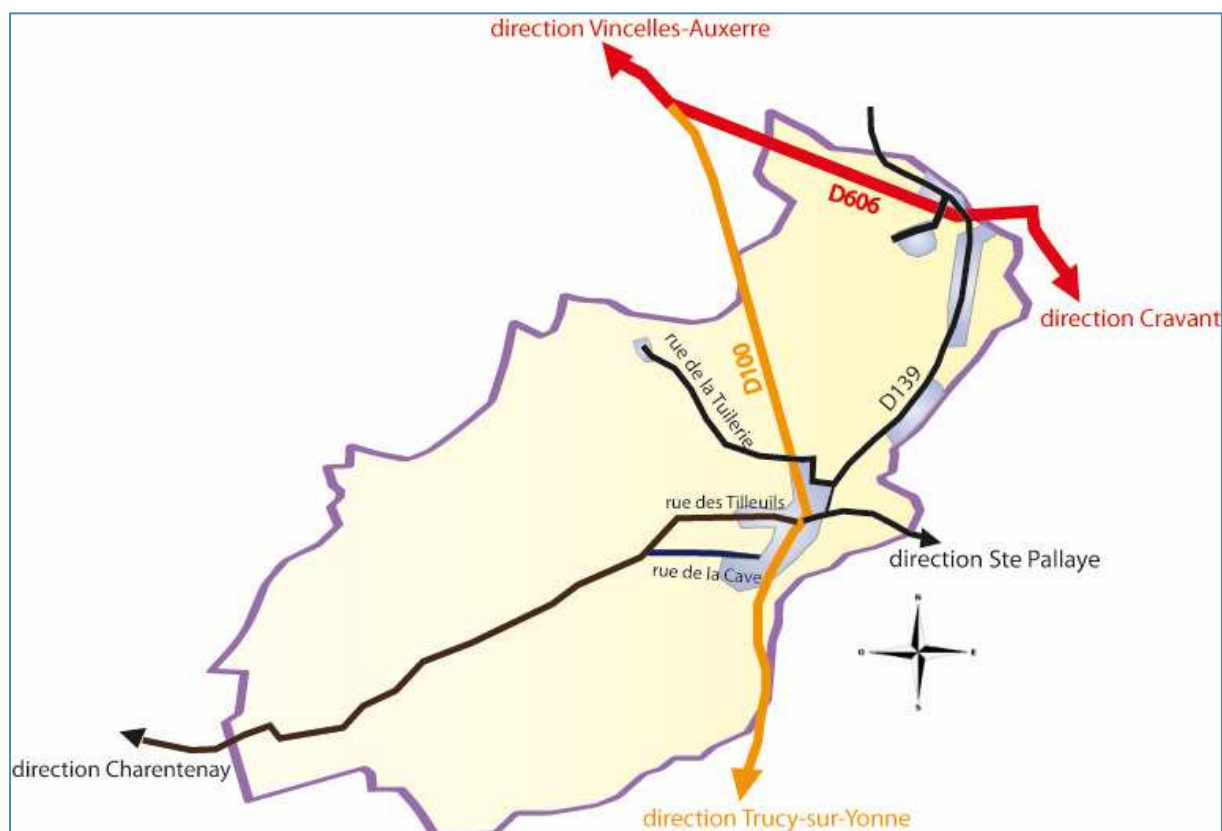 direction Vincelles-Auxerre
D606
direction Cravant
D100
rue de la Tuilerie
D139
rue des Tilleuils
direction Ste Pallaye
rue de la Cave
N
O
E
S
direction Charentenay
direction Trucy-sur-Yonne